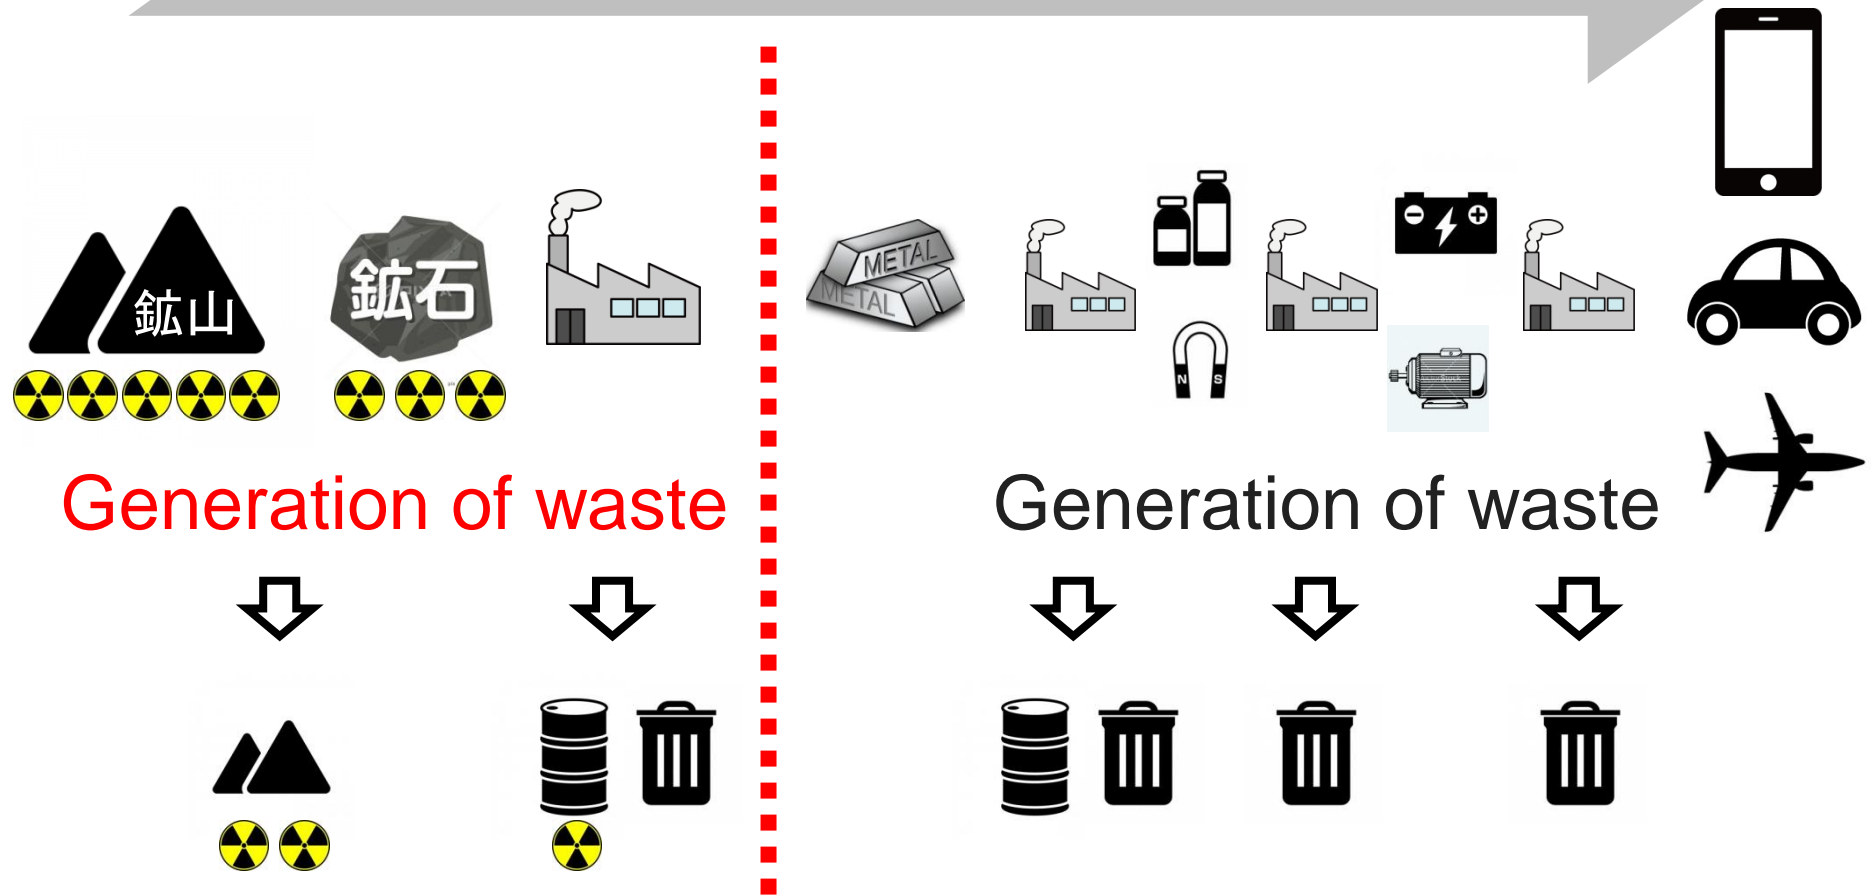 鉱山
鉱石
METAL
METAL
N S
Generation of waste
Generation of waste